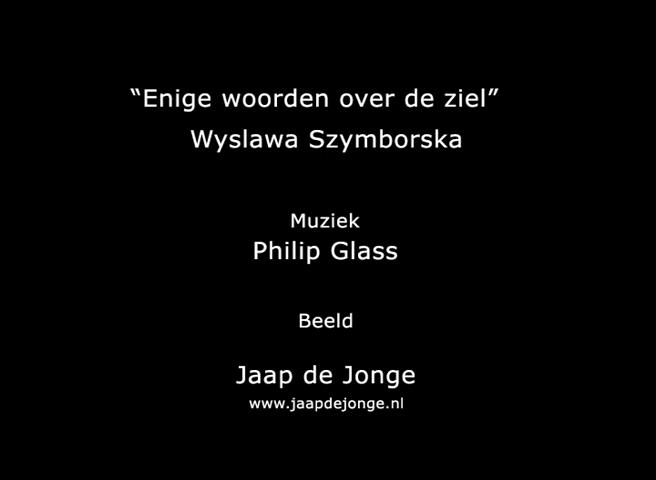 “Enige woorden over de ziel”
Wyslawa Szymborska
Muziek
Philip Glass
Beeld
Jaap de Jonge
www.jaapdejonge.nl